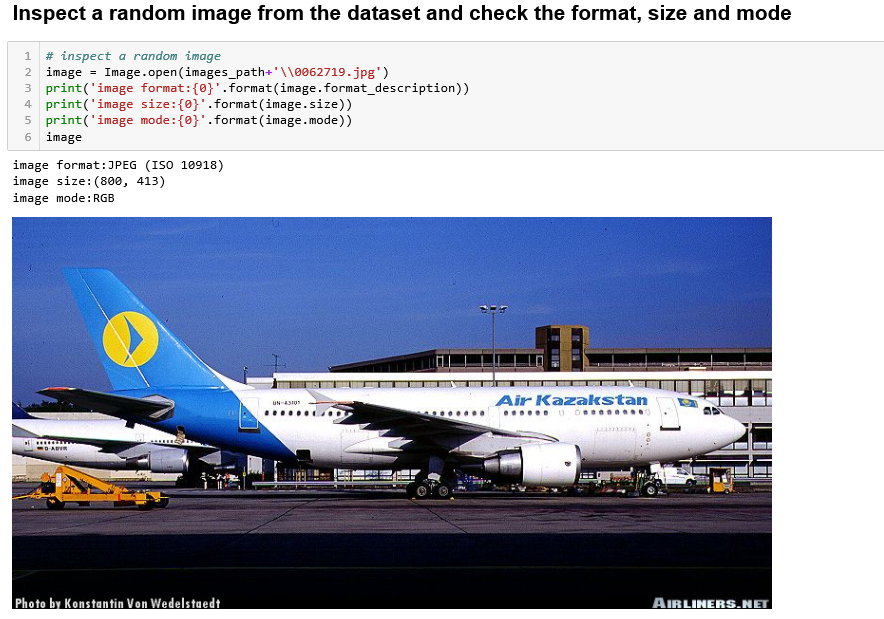 Inspect a random image from the dataset and check the format, size and mode
1 # inspect a random image
2 image = Image.open(images_path+'\\0062719.jpg')
3 print('image format:{0}'.format(image.format_description))
4 print('image size:{0}'.format(image.size))
5 print('image mode:{0}'.format(image.mode))
6 image
image format:JPEG (ISO 10918)
image size:(800, 413)
image mode:RGB
Air Kazakstan
UN-A3101
Photo by Konstantin Von Wedelstaedt
AIRLINERS.NET